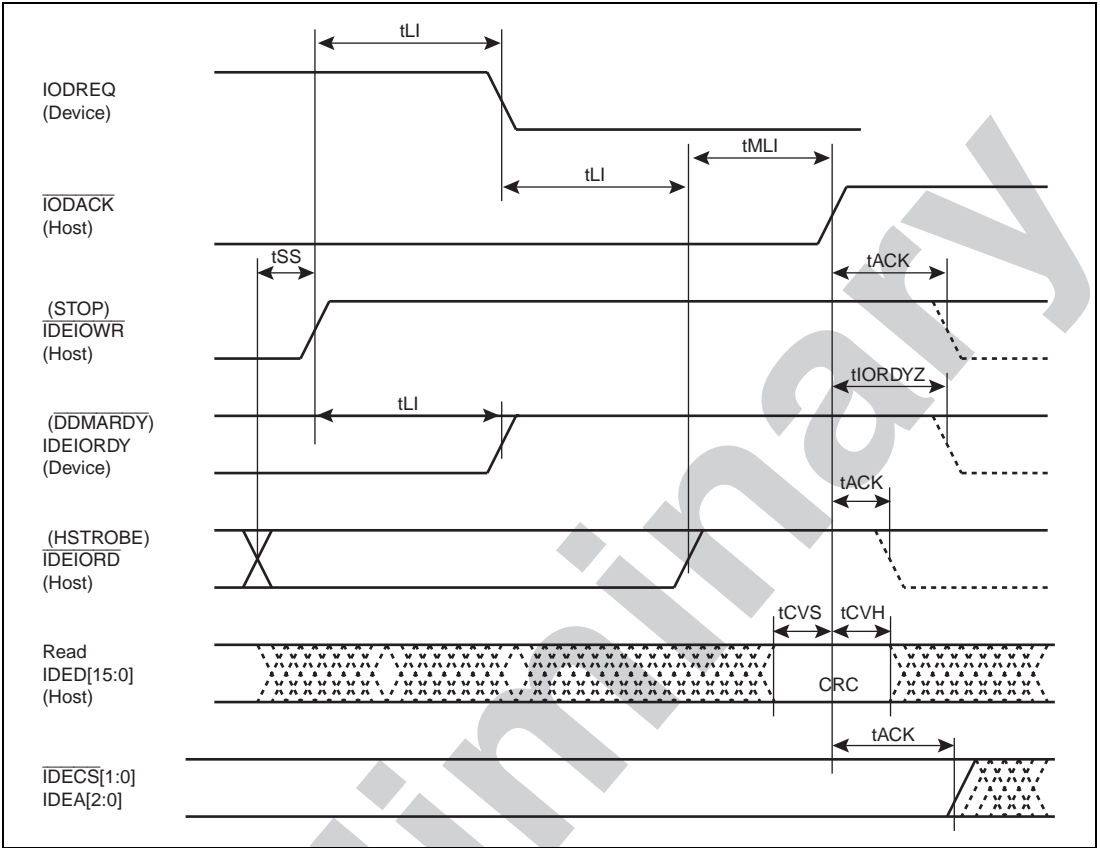 tLI
IODREQ
(Device)
tMLI
tLI
IODACK
(Host)
tSS
tACK
(STOP)
IDEIOWR
(Host)
tIORDYZ
tLI
(DDMARDY)
IDEIORDY
(Device)
tACK
(HSTROBE)
IDEIORD
(Host)
tCVS
tCVH
Read
IDED[15:0]
(Host)
CRC
tACK
IDECS[1:0]
IDEA[2:0]